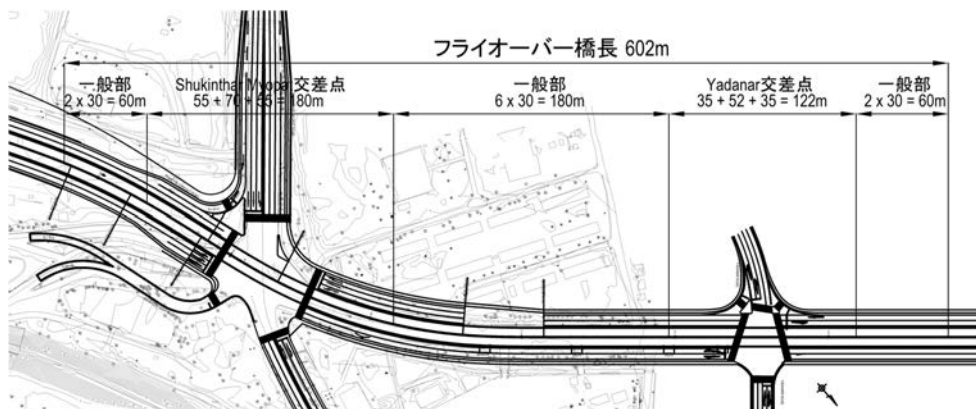 フライオーバー橋長 602m
一般部
2 x 30 = 60m
Shukinthar Myopat 交差点
55 + 70 + 55 = 180m
一般部
6 x 30 = 180m
Yadanar交差点
35 + 52 + 35 = 122m
一般部
2 x 30 = 60m